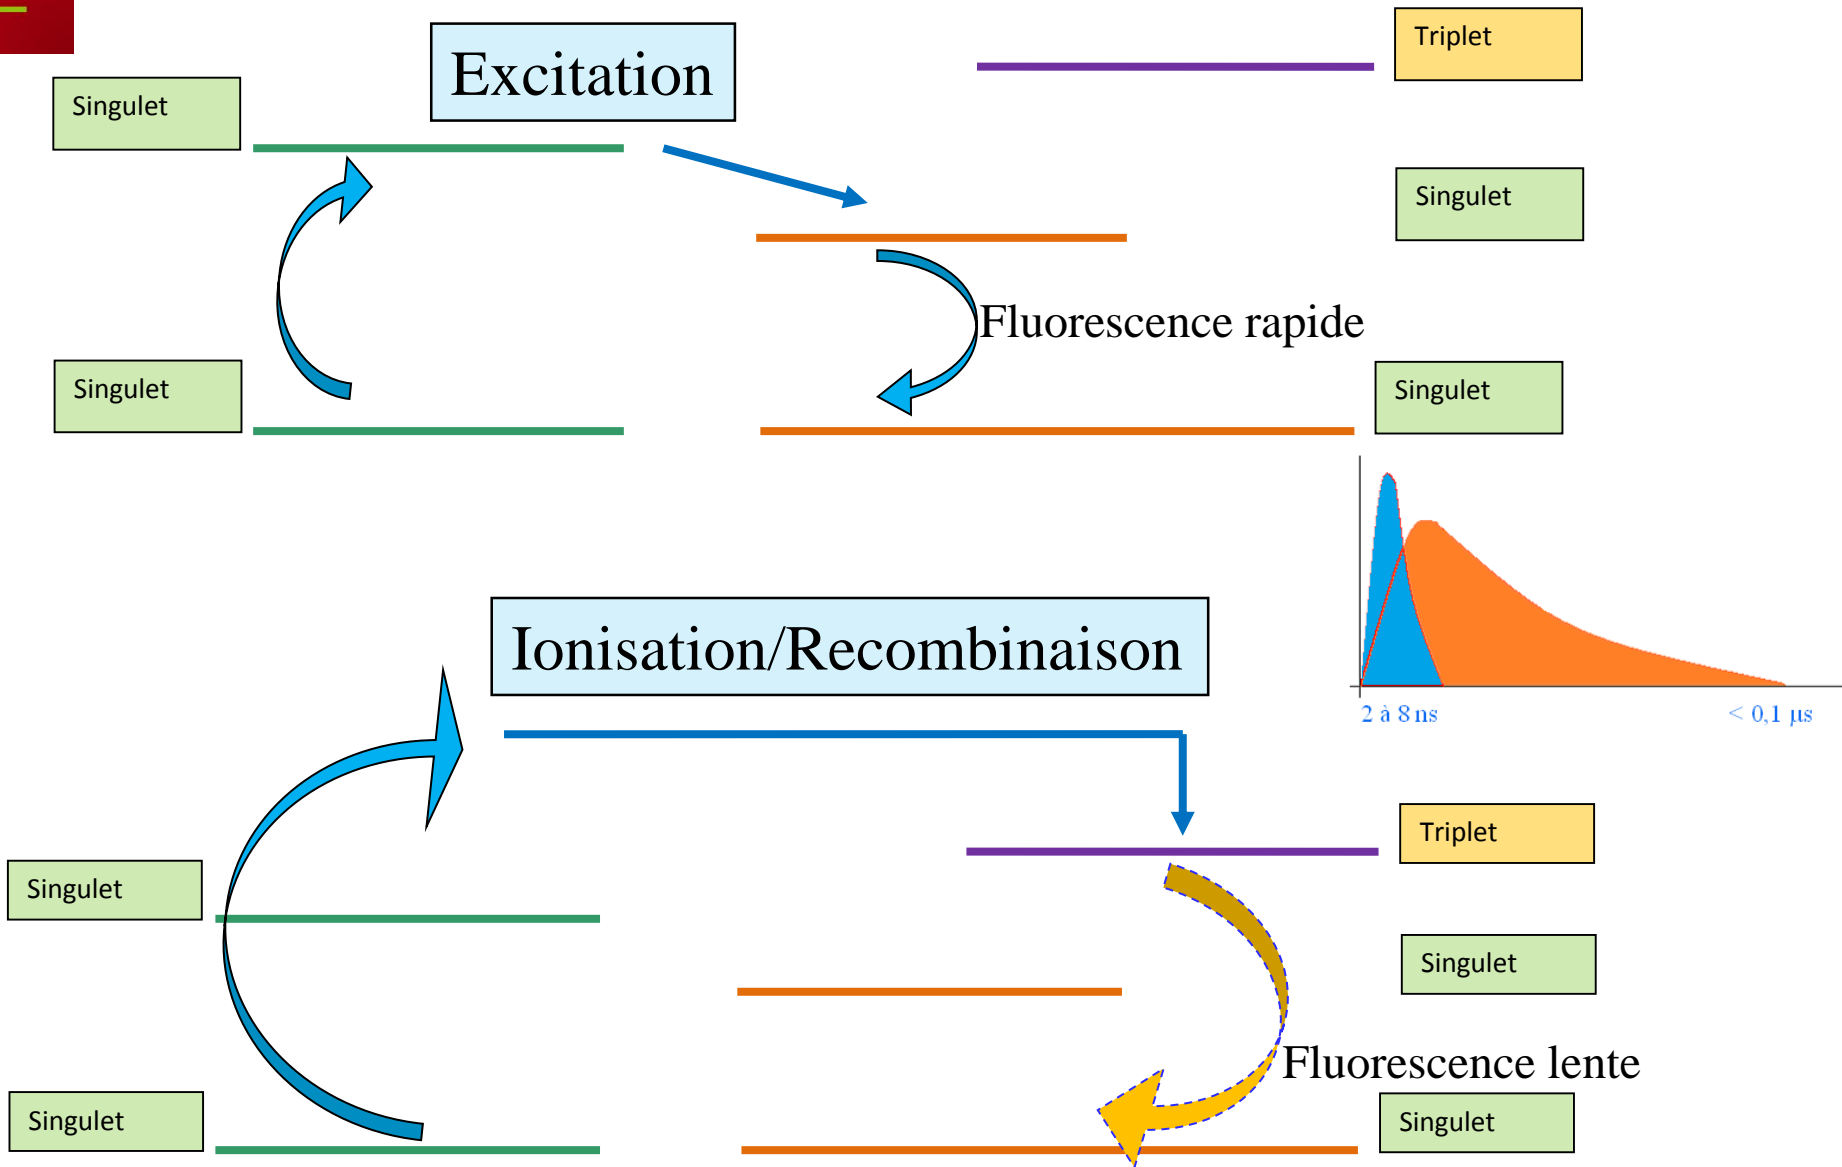 Triplet
Excitation
Singulet
Singulet
Fluorescence rapide
Singulet
Singulet
Ionisation/Recombinaison
2 à 8 ns
< 0,1 µs
Triplet
Singulet
Singulet
Fluorescence lente
Singulet
Singulet